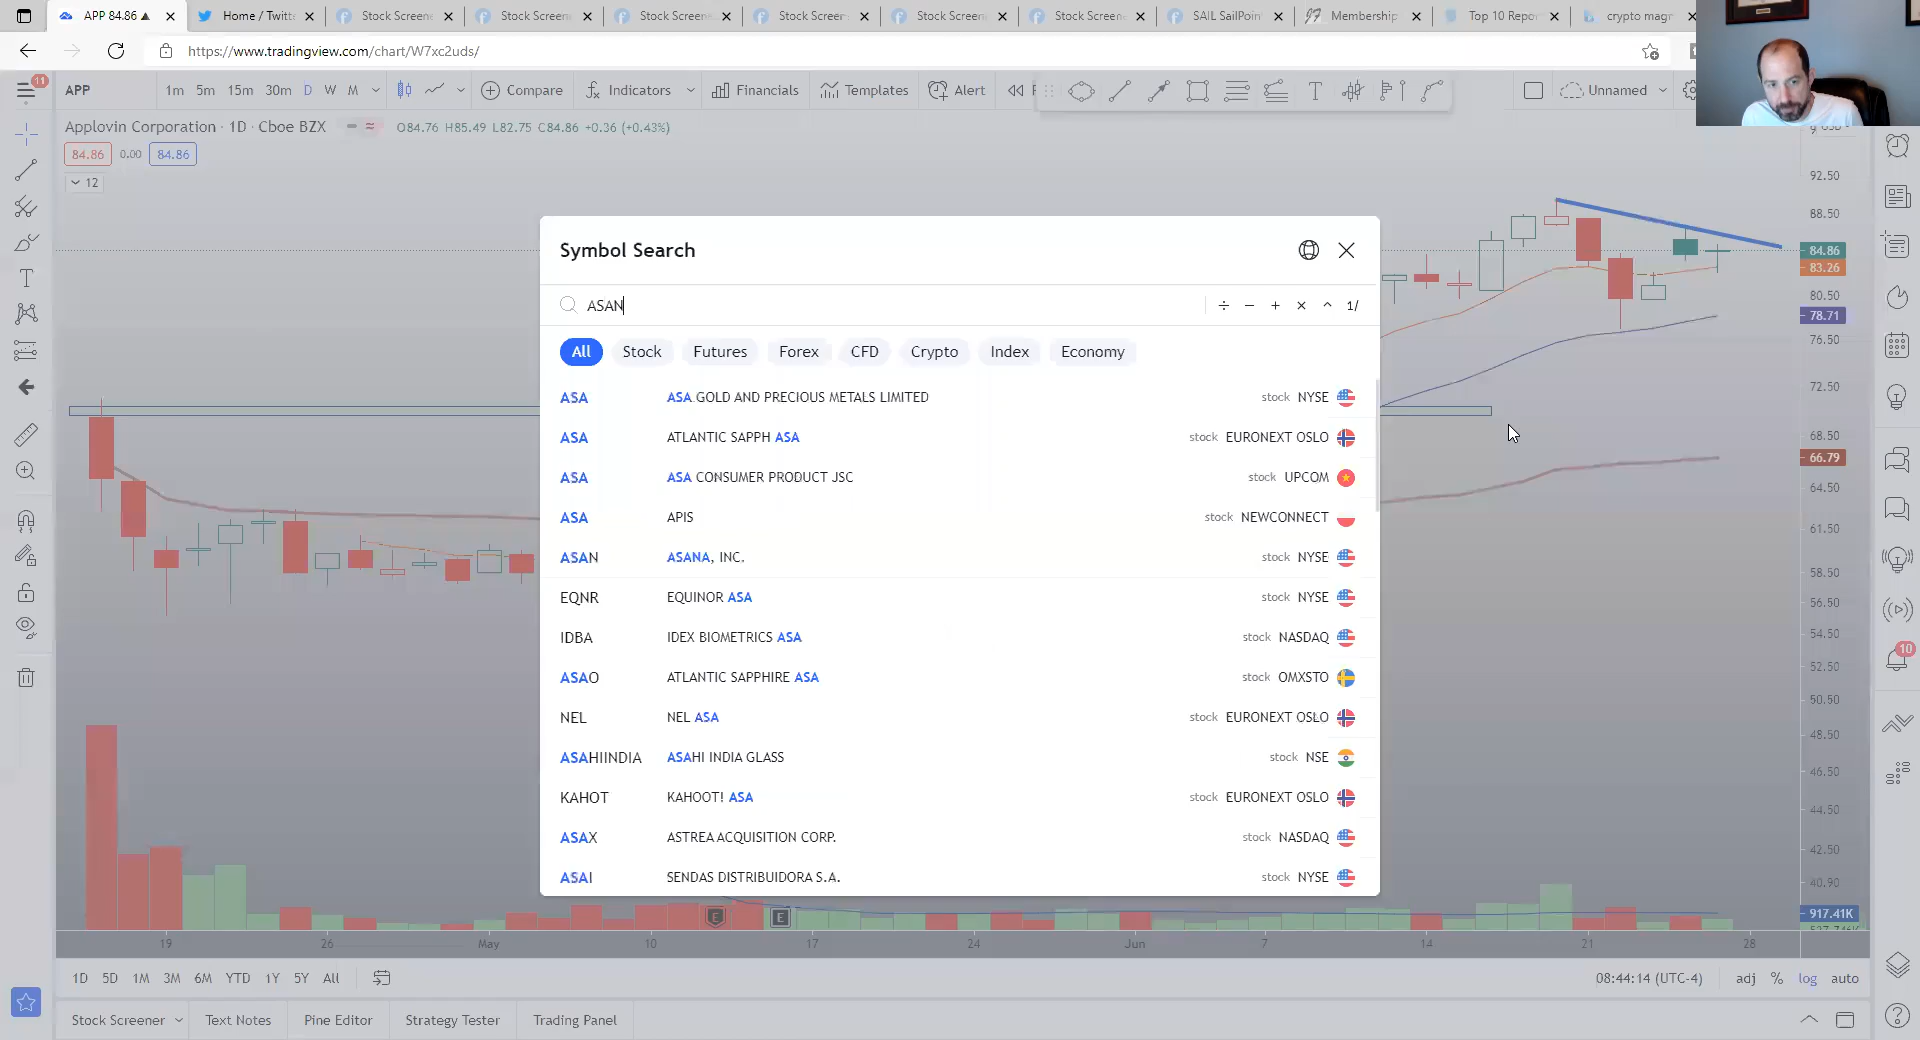 APP 84.86 ▲
Home / Twitt
Stock Screene
Stock Screen
Stock Screen
Stock Screen
Stock Screen
Stock Screene
SAIL SailPoin
Membership
Top 10 Repor
crypto magn
https://www.tradingview.com/chart/W7xc2uds/
11
APP
1m 5m 15m 30m D W M
Compare
Indicators
Financials
Templates
Alert
Unnamed
Applovin Corporation · 1D · Cboe BZX
O84.76 H85.49 L82.75 C84.86 +0.36 (+0.43%)
84.86 0.00 84.86
12
Symbol Search
ASAN
÷ − + × ^ 1/
All Stock Futures Forex CFD Crypto Index Economy
ASA ASA GOLD AND PRECIOUS METALS LIMITED stock NYSE
ASA ATLANTIC SAPPH ASA stock EURONEXT OSLO
ASA ASA CONSUMER PRODUCT JSC stock UPCOM
ASA APIS stock NEWCONNECT
ASAN ASANA, INC. stock NYSE
EQNR EQUINOR ASA stock NYSE
IDBA IDEX BIOMETRICS ASA stock NASDAQ
ASAO ATLANTIC SAPPHIRE ASA stock OMXSTO
NEL NEL ASA stock EURONEXT OSLO
ASAHIINDIA ASAHI INDIA GLASS stock NSE
KAHOT KAHOOT! ASA stock EURONEXT OSLO
ASAX ASTREA ACQUISITION CORP. stock NASDAQ
ASAI SENDAS DISTRIBUIDORA S.A. stock NYSE
92.50
88.50
84.86
83.26
80.50
78.71
76.50
72.50
68.50
66.79
64.50
61.50
58.50
56.50
54.50
52.50
50.50
48.50
46.50
44.50
42.50
40.90
917.41K
10
E E
19 26 May 10 17 24 Jun 7 14 21 28
1D 5D 1M 3M 6M YTD 1Y 5Y All
08:44:14 (UTC-4) adj % log auto
Stock Screener Text Notes Pine Editor Strategy Tester Trading Panel